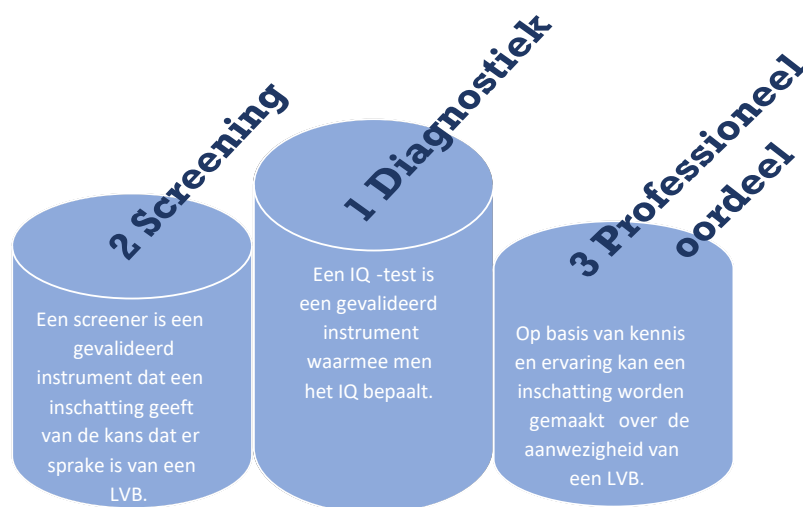 2 Screening
Een screener is een
gevalideerd
instrument dat een
inschatting geeft
van de kans dat er
sprake is van een
LVB.
1 Diagnostiek
Een IQ -test is
een gevalideerd
instrument
waarmee men
het IQ bepaalt.
3 Professioneel
oordeel
Op basis van kennis
en ervaring kan een
inschatting worden
gemaakt over de
aanwezigheid van
een LVB.